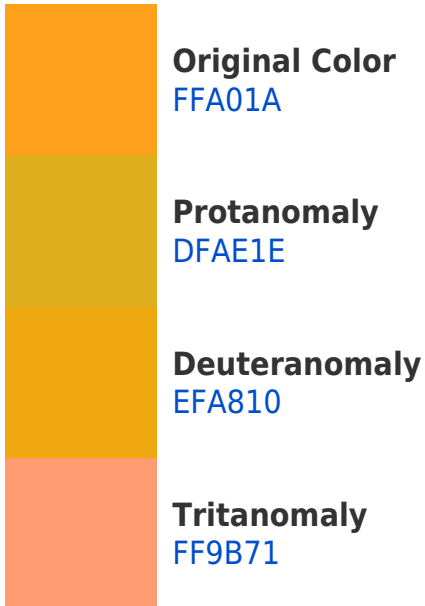 Original Color
FFA01A
Protanomaly
DFAE1E
Deuteranomaly
EFA810
Tritanomaly
FF9B71